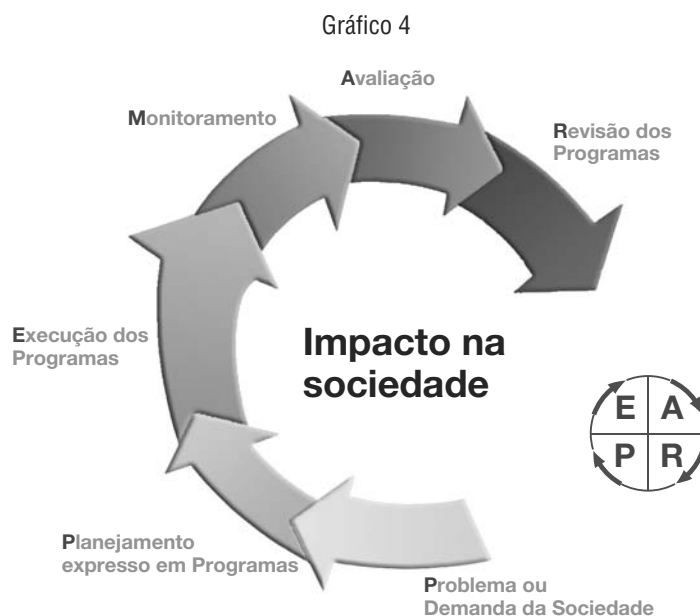 Gráfico 4
Avaliação
Monitoramento
Revisão dos
Programas
Execução dos
Programas
Impacto na
sociedade
E A
P R
Planejamento
expresso em Programas
Problema ou
Demanda da Sociedade